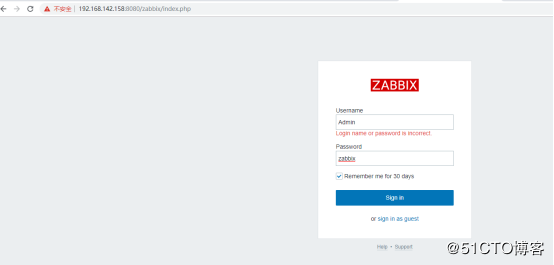 不安全 | 192.168.142.158:8080/zabbix/index.php
ZABBIX
Username
Admin
Login name or password is incorrect.
Password
zabbix
Remember me for 30 days
Sign in
or sign in as guest
Help • Support
@51CTO博客